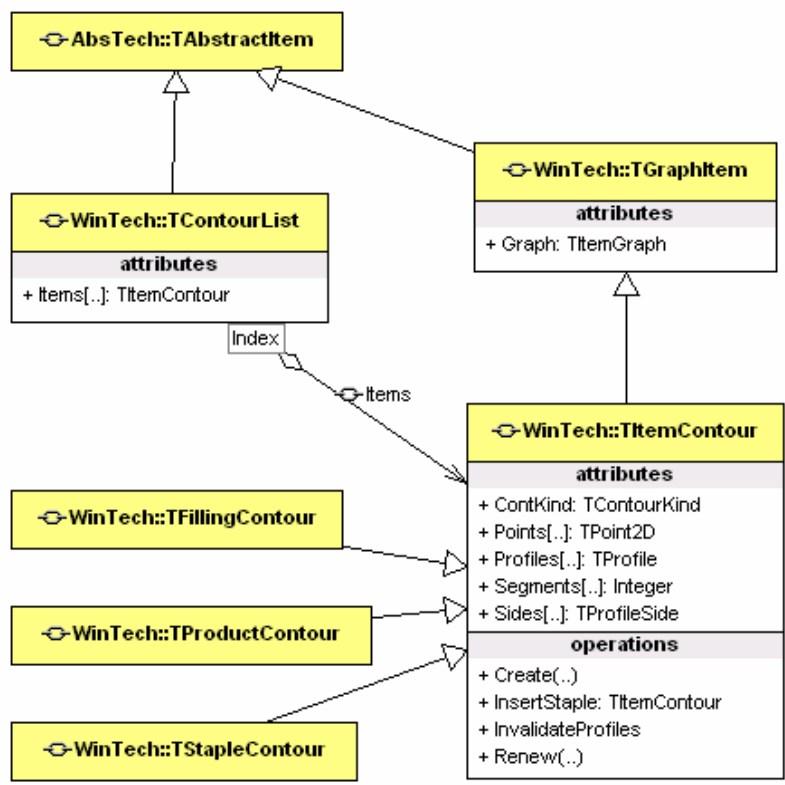 AbsTech::TAbstractItem
WinTech::TGraphItem
attributes
+ Graph: TItemGraph
WinTech::TContourList
attributes
+ Items[..]: TItemContour
Index
Items
WinTech::TItemContour
attributes
+ ContKind: TContourKind
+ Points[..]: TPoint2D
+ Profiles[..]: TProfile
+ Segments[..]: Integer
+ Sides[..]: TProfileSide
operations
+ Create(..)
+ InsertStaple: TItemContour
+ InvalidateProfiles
+ Renew(..)
WinTech::TFillingContour
WinTech::TProductContour
WinTech::TStapleContour